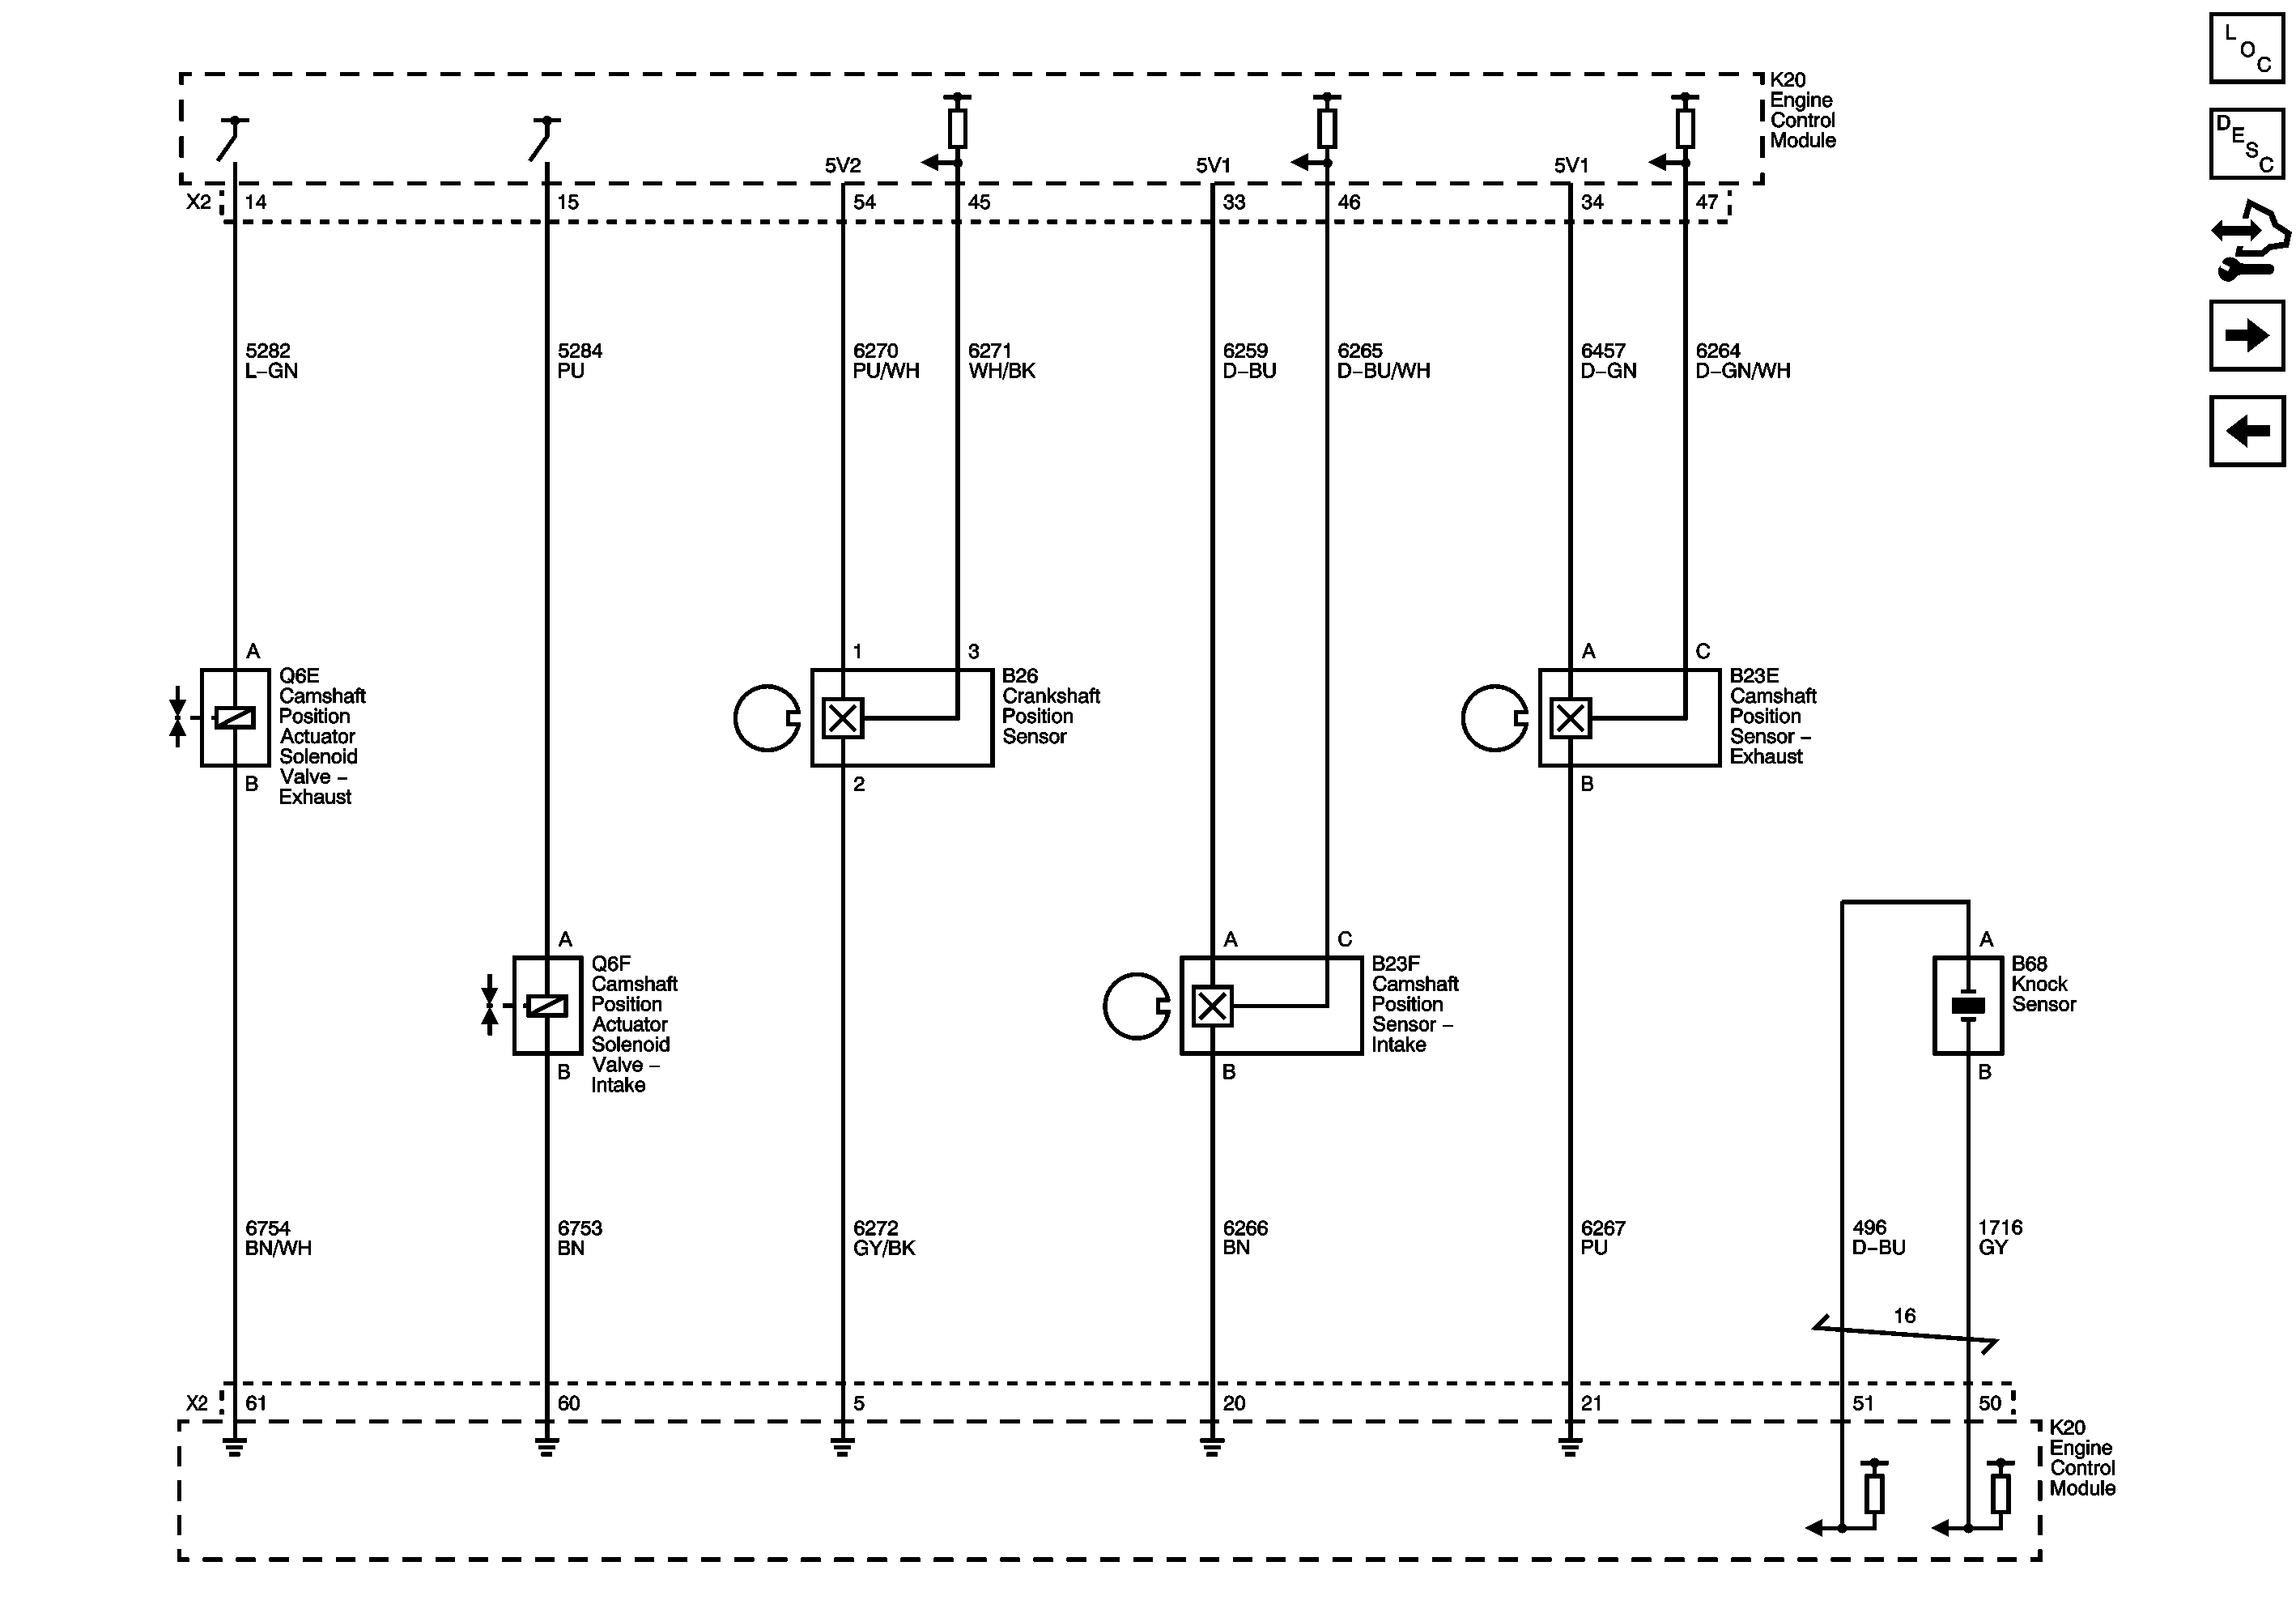 L
O
C
D
E
S
C
K20
Engine
Control
Module
5V2
5V1
5V1
X2
14
15
54
45
33
46
34
47
5282
L–GN
5284
PU
6270
PU/WH
6271
WH/BK
6259
D–BU
6265
D–BU/WH
6457
D–GN
6264
D–GN/WH
A
Q6E
Camshaft
Position
Actuator
Solenoid
Valve –
Exhaust
B
1
3
B26
Crankshaft
Position
Sensor
2
A
C
B23E
Camshaft
Position
Sensor –
Exhaust
B
A
Q6F
Camshaft
Position
Actuator
Solenoid
Valve –
Intake
B
A
C
B23F
Camshaft
Position
Sensor –
Intake
B
A
B68
Knock
Sensor
B
6754
BN/WH
6753
BN
6272
GY/BK
6266
BN
6267
PU
496
D–BU
1716
GY
16
X2
61
60
5
20
21
51
50
K20
Engine
Control
Module